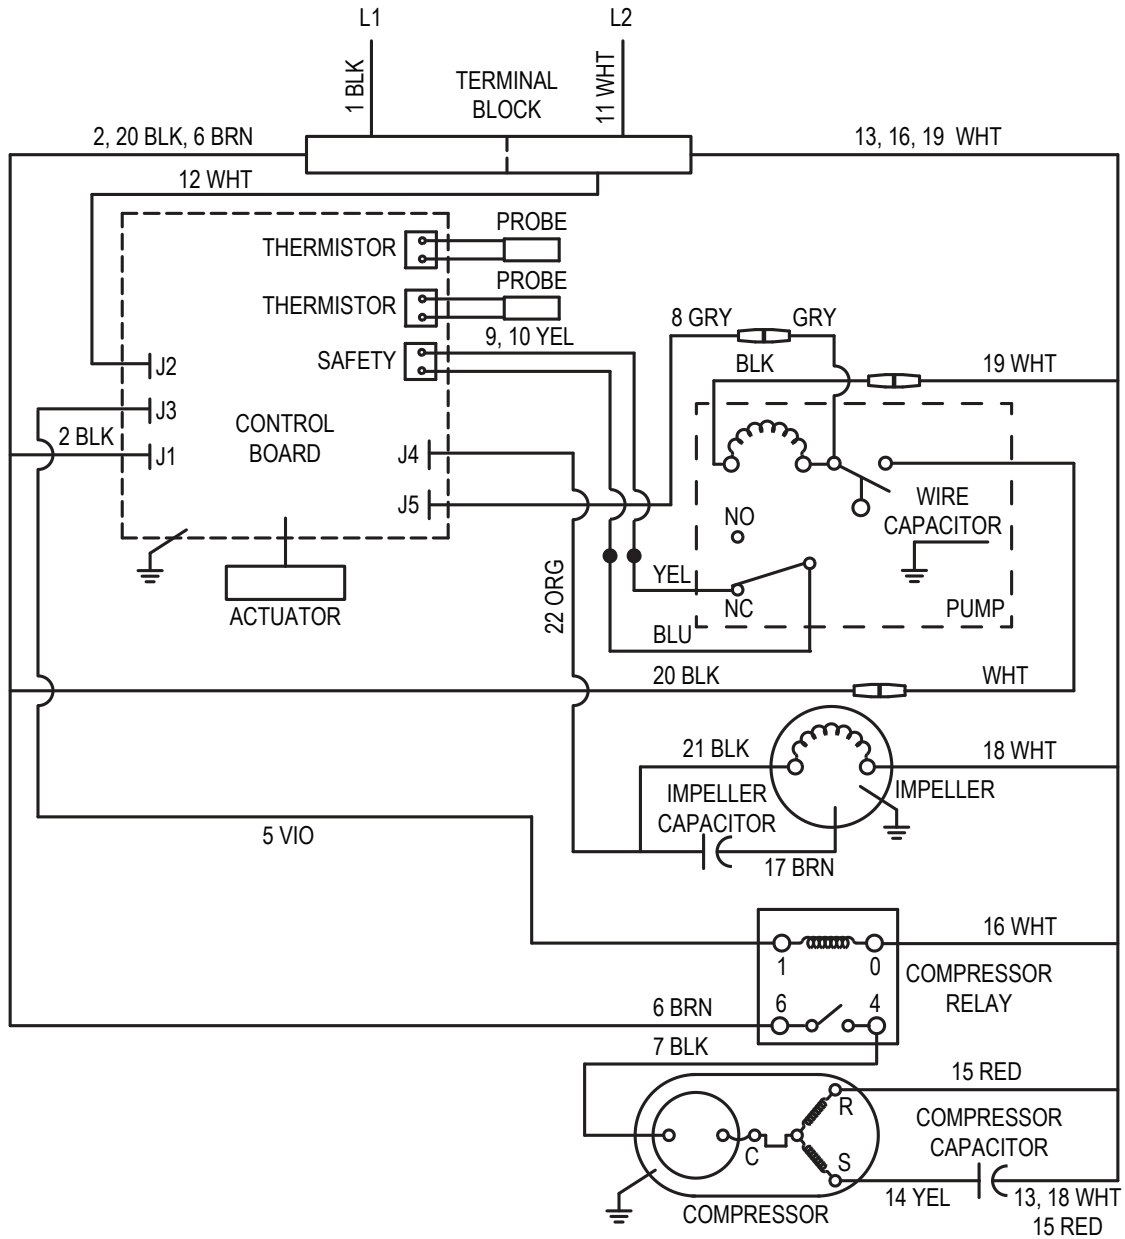 L1
L2
1 BLK
TERMINAL
BLOCK
11 WHT
2, 20 BLK, 6 BRN
13, 16, 19 WHT
12 WHT
PROBE
THERMISTOR
PROBE
THERMISTOR
9, 10 YEL
8 GRY
GRY
SAFETY
BLK
19 WHT
J2
J3
CONTROL
BOARD
2 BLK
J1
J4
J5
WIRE
CAPACITOR
NO
22 ORG
YEL
NC
PUMP
ACTUATOR
BLU
20 BLK
WHT
21 BLK
18 WHT
IMPELLER
CAPACITOR
IMPELLER
5 VIO
17 BRN
16 WHT
1
0
COMPRESSOR
RELAY
6
4
6 BRN
7 BLK
15 RED
R
COMPRESSOR
CAPACITOR
C
S
14 YEL
13, 18 WHT
15 RED
COMPRESSOR